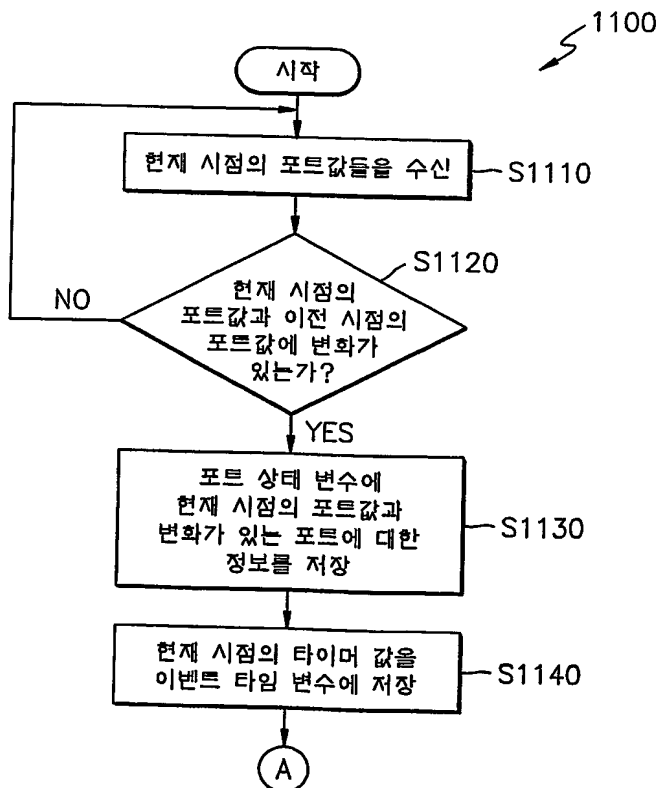 1100
시작
현재 시점의 포트값들을 수신
S1110
S1120
현재 시점의
포트값과 이전 시점의
포트값에 변화가
있는가?
NO
YES
포트 상태 변수에
현재 시점의 포트값과
변화가 있는 포트에 대한
정보를 저장
S1130
현재 시점의 타이머 값을
이벤트 타임 변수에 저장
S1140
A